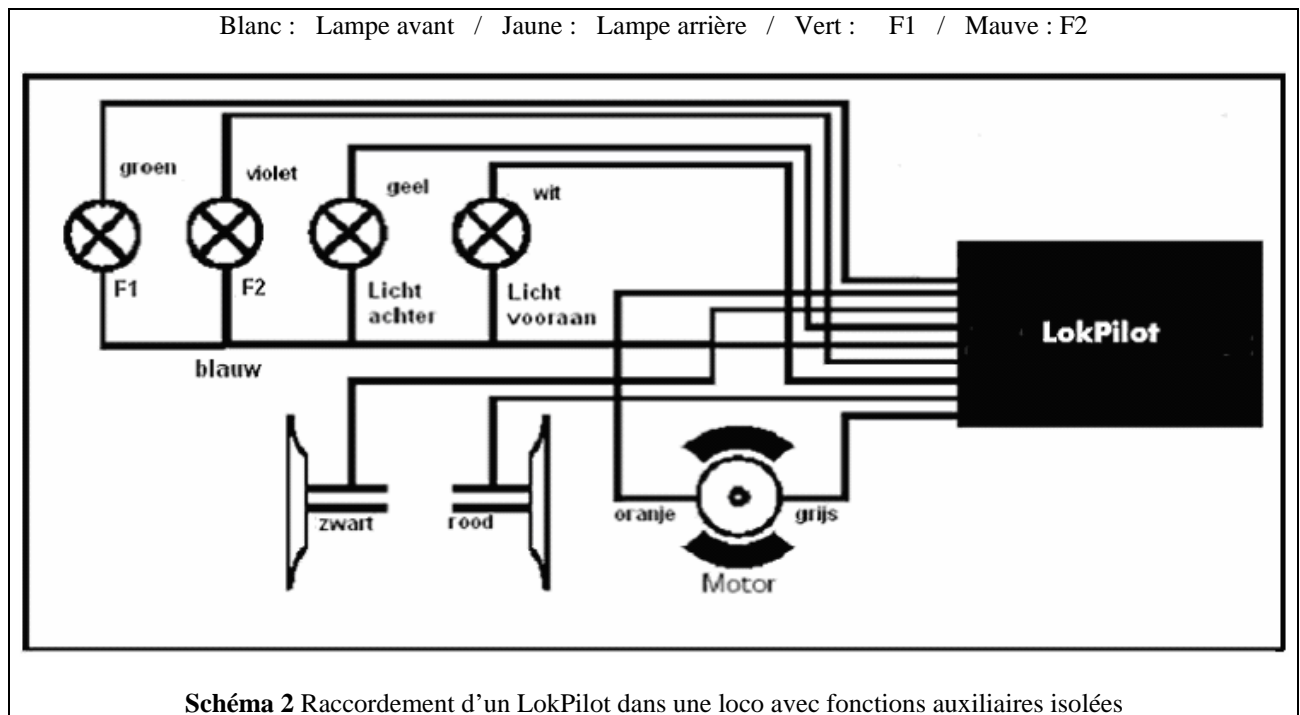 Blanc : Lampe avant / Jaune : Lampe arrière / Vert : F1 / Mauve : F2
groen
violet
geel
wit
F1
F2
Licht
achter
Licht
vooraan
LokPilot
blauw
zwart
rood
oranje
grijs
Motor
Schéma 2 Raccordement d'un LokPilot dans une loco avec fonctions auxiliaires isolées